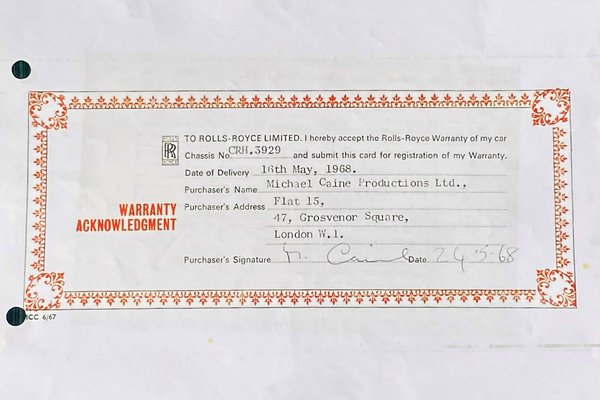 TO ROLLS-ROYCE LIMITED. I hereby accept the Rolls-Royce Warranty of my car
Chassis No. CRH.3929 and submit this card for registration of my Warranty.
Date of Delivery 16th May, 1968.
Purchaser's Name Michael Caine Productions Ltd.,
WARRANTY
ACKNOWLEDGMENT
Purchaser's Address Flat 15,
47, Grosvenor Square,
London W.1.
Purchaser's Signature M. Caine Date 24.5.68
CC 6/67